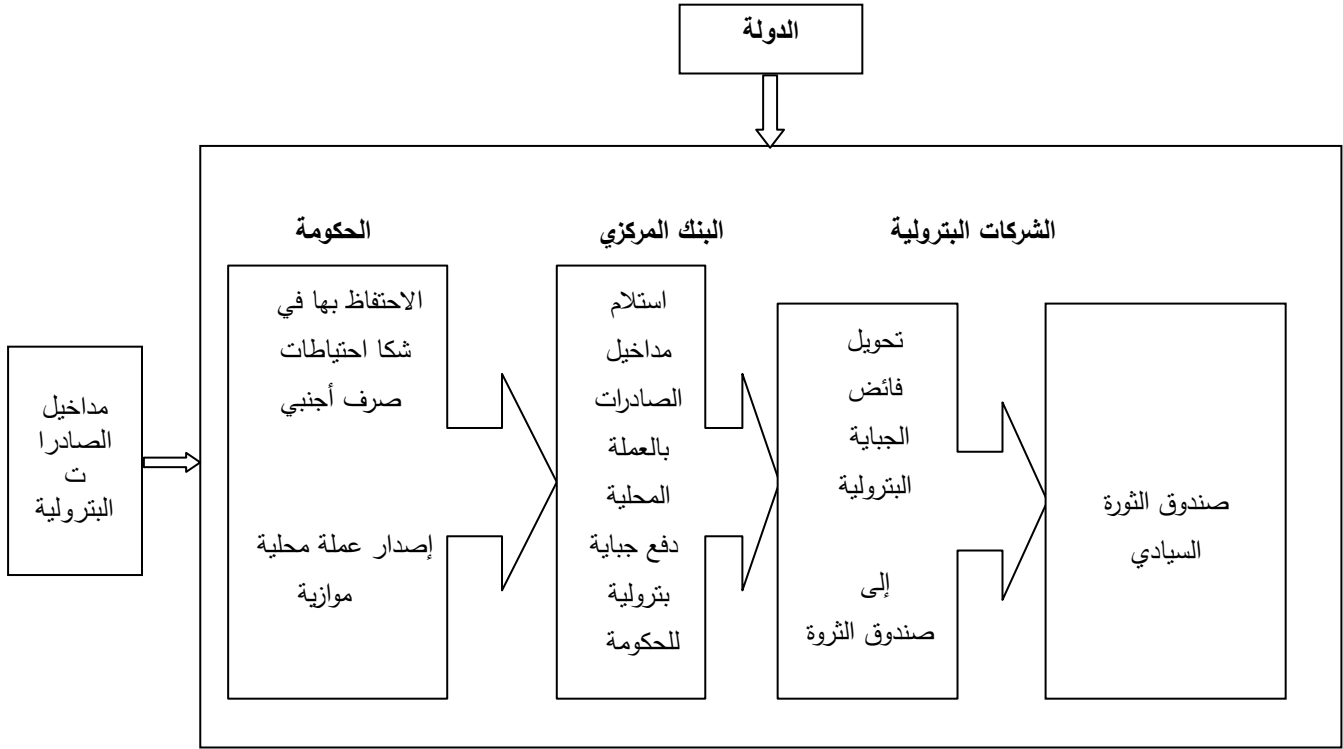 الدولة
الشركات البترولية
البنك المركزي
الحكومة
مداخيل
الصادرا
ت
البترولية
الاحتفاظ بها في
شكا احتياطات
صرف أجنبي
إصدار عملة محلية
موازية
استلام
مداخيل
الصادرات
بالعملة
المحلية
دفع جباية
بترولية
للحكومة
تحويل
فائض
الجباية
البترولية
إلى
صندوق الثروة
صندوق الثورة
السيادي